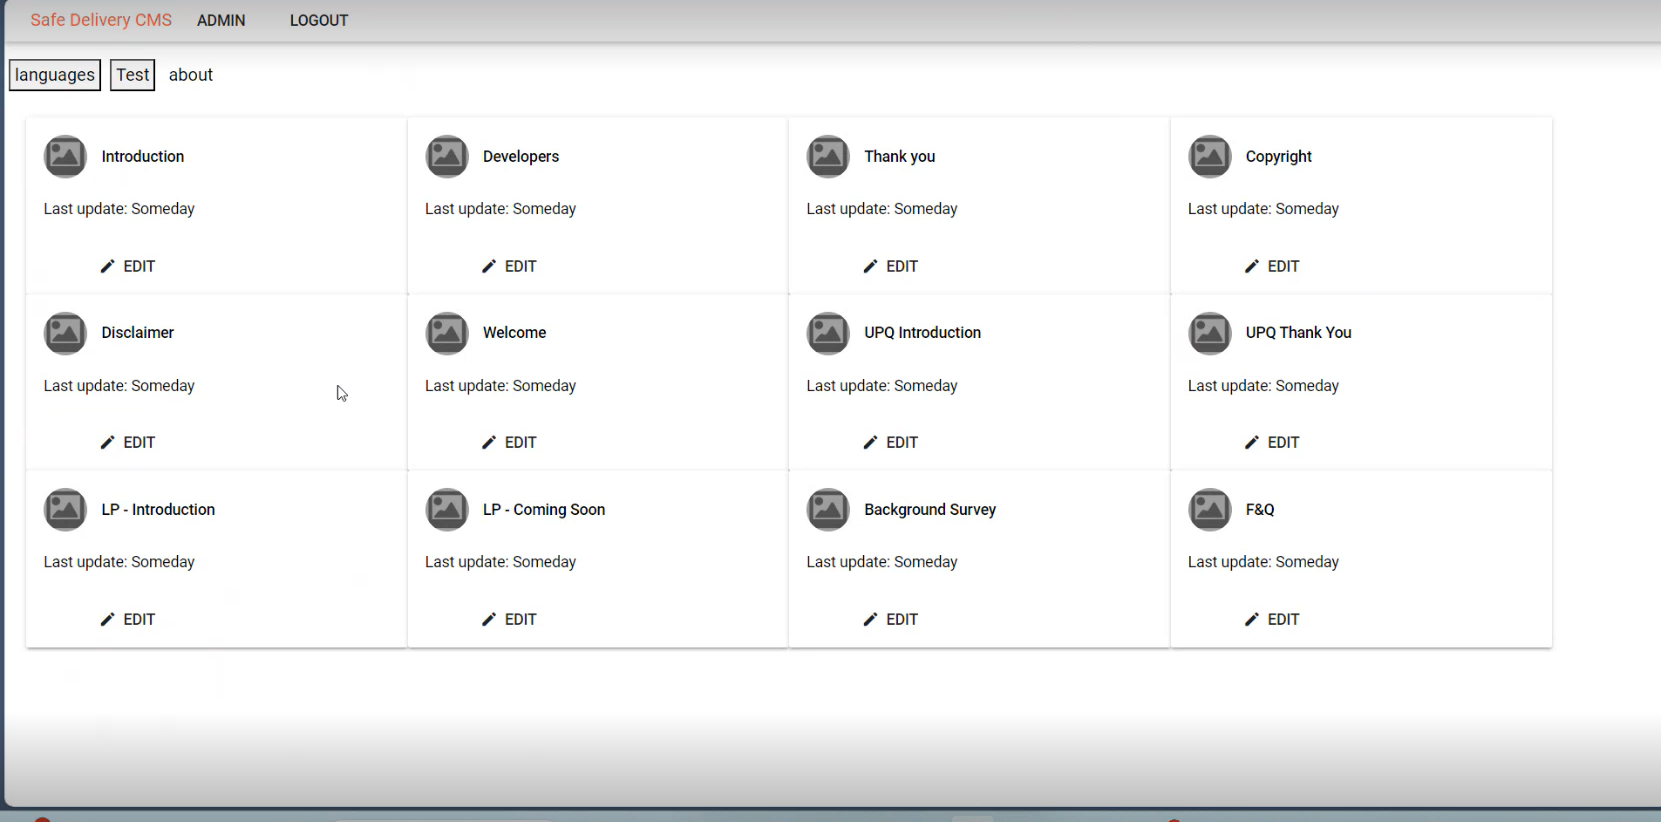 Safe Delivery CMS ADMIN LOGOUT
languages Test about
Introduction Developers Thank you Copyright
Last update: Someday Last update: Someday Last update: Someday Last update: Someday
EDIT EDIT EDIT EDIT
Disclaimer Welcome UPQ Introduction UPQ Thank You
Last update: Someday Last update: Someday Last update: Someday Last update: Someday
EDIT EDIT EDIT EDIT
LP - Introduction LP - Coming Soon Background Survey F&Q
Last update: Someday Last update: Someday Last update: Someday Last update: Someday
EDIT EDIT EDIT EDIT